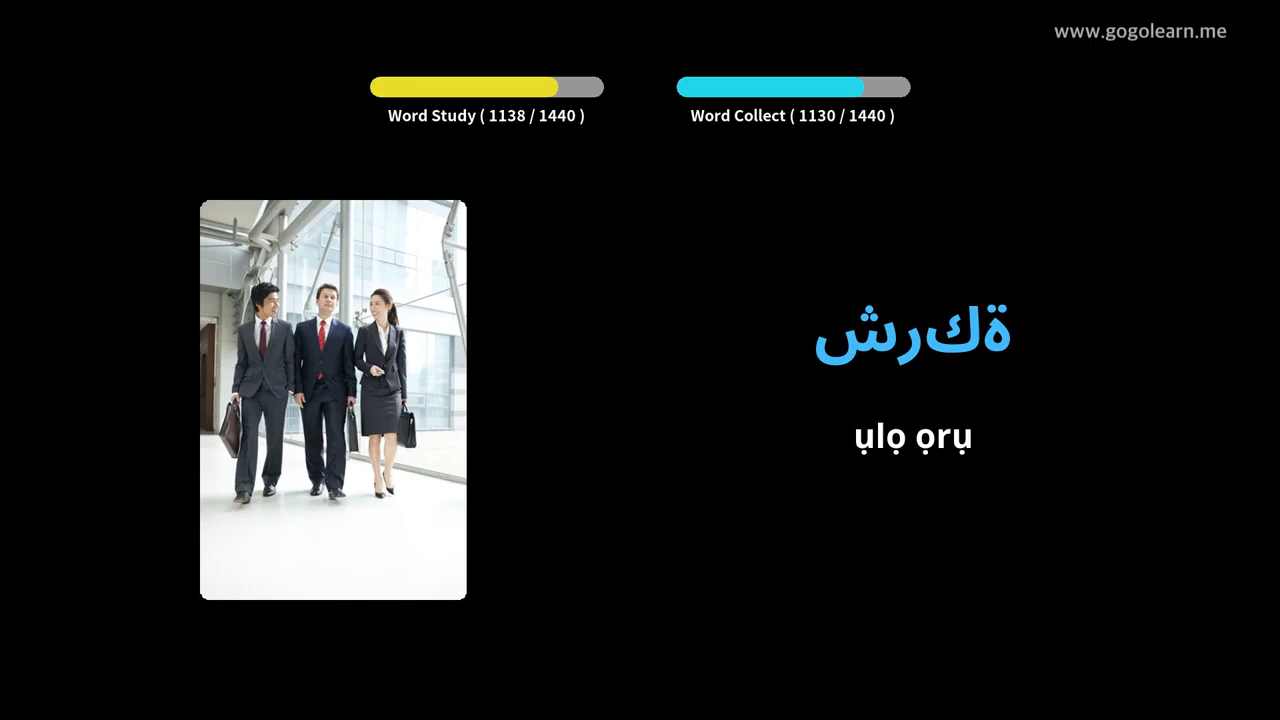 www.gogolearn.me
Word Study ( 1138 / 1440 )
Word Collect ( 1130 / 1440 )
ةكرش
ụlọ ọrụ